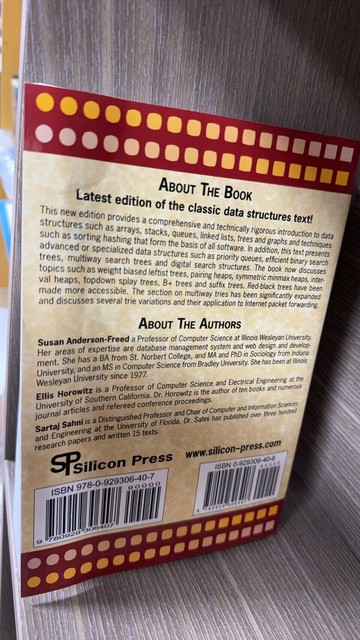 ABOUT THE BOOK
Latest edition of the classic data structures text!
This new edition provides a comprehensive and technically rigorous introduction to data
structures such as arrays, stacks, queues, linked lists, trees and graphs and techniques
such as sorting hashing that form the basis of all software. In addition, this text presents
advanced or specialized data structures such as priority queues, efficient binary search
trees, multiway search trees and digital search structures. The book now discusses
topics such as weight biased leftist trees, pairing heaps, symmetric minmax heaps, inter-
val heaps, topdown splay trees, B+ trees and suffix trees. Red-black trees have been
made more accessible. The section on multiway tries has been significantly expanded
and discusses several trie variations and their application to Internet packet forwarding.
ABOUT THE AUTHORS
Susan Anderson-Freed a Professor of Computer Science at Illinois Wesleyan University.
Her areas of expertise are database management system and web design and develop-
ment. She has a BA from St. Norbert College, and MA and PhD in Sociology from Indiana
University, and an MS in Computer Science from Bradley University. She has been at Illinois
Wesleyan University since 1977.
Ellis Horowitz is a Professor of Computer Science and Electrical Engineering at the
University of Southern California. Dr. Horowitz is the author of ten books and numerous
journal articles and refereed conference proceedings.
Sartaj Sahni is a Distinguished Professor and Chair of Computer and Information Sciences
and Engineering at the University of Florida. Dr. Sahni has published over three hundred
research papers and written 15 texts.
SP Silicon Press
www.silicon-press.com
ISBN 978-0-929306-40-7
90000
9 780929 306407
ISBN 0-929306-40-6